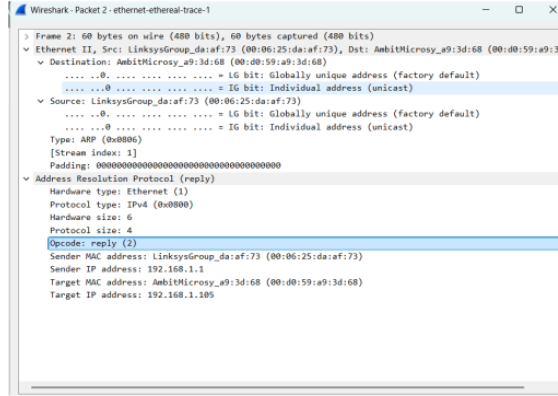 Wireshark · Packet 2 · ethernet-ethereal-trace-1
Frame 2: 60 bytes on wire (480 bits), 60 bytes captured (480 bits)
Ethernet II, Src: LinksysGroup_da:af:73 (00:06:25:da:af:73), Dst: AmbitMicrosy_a9:3d:68 (00:d0:59:a9:3
Destination: AmbitMicrosy_a9:3d:68 (00:d0:59:a9:3d:68)
.... ..0. .... .... .... .... = LG bit: Globally unique address (factory default)
.... ...0 .... .... .... .... = IG bit: Individual address (unicast)
Source: LinksysGroup_da:af:73 (00:06:25:da:af:73)
.... ..0. .... .... .... .... = LG bit: Globally unique address (factory default)
.... ...0 .... .... .... .... = IG bit: Individual address (unicast)
Type: ARP (0x0806)
[Stream index: 1]
Padding: 000000000000000000000000000000000000
Address Resolution Protocol (reply)
Hardware type: Ethernet (1)
Protocol type: IPv4 (0x0800)
Hardware size: 6
Protocol size: 4
Opcode: reply (2)
Sender MAC address: LinksysGroup_da:af:73 (00:06:25:da:af:73)
Sender IP address: 192.168.1.1
Target MAC address: AmbitMicrosy_a9:3d:68 (00:d0:59:a9:3d:68)
Target IP address: 192.168.1.105